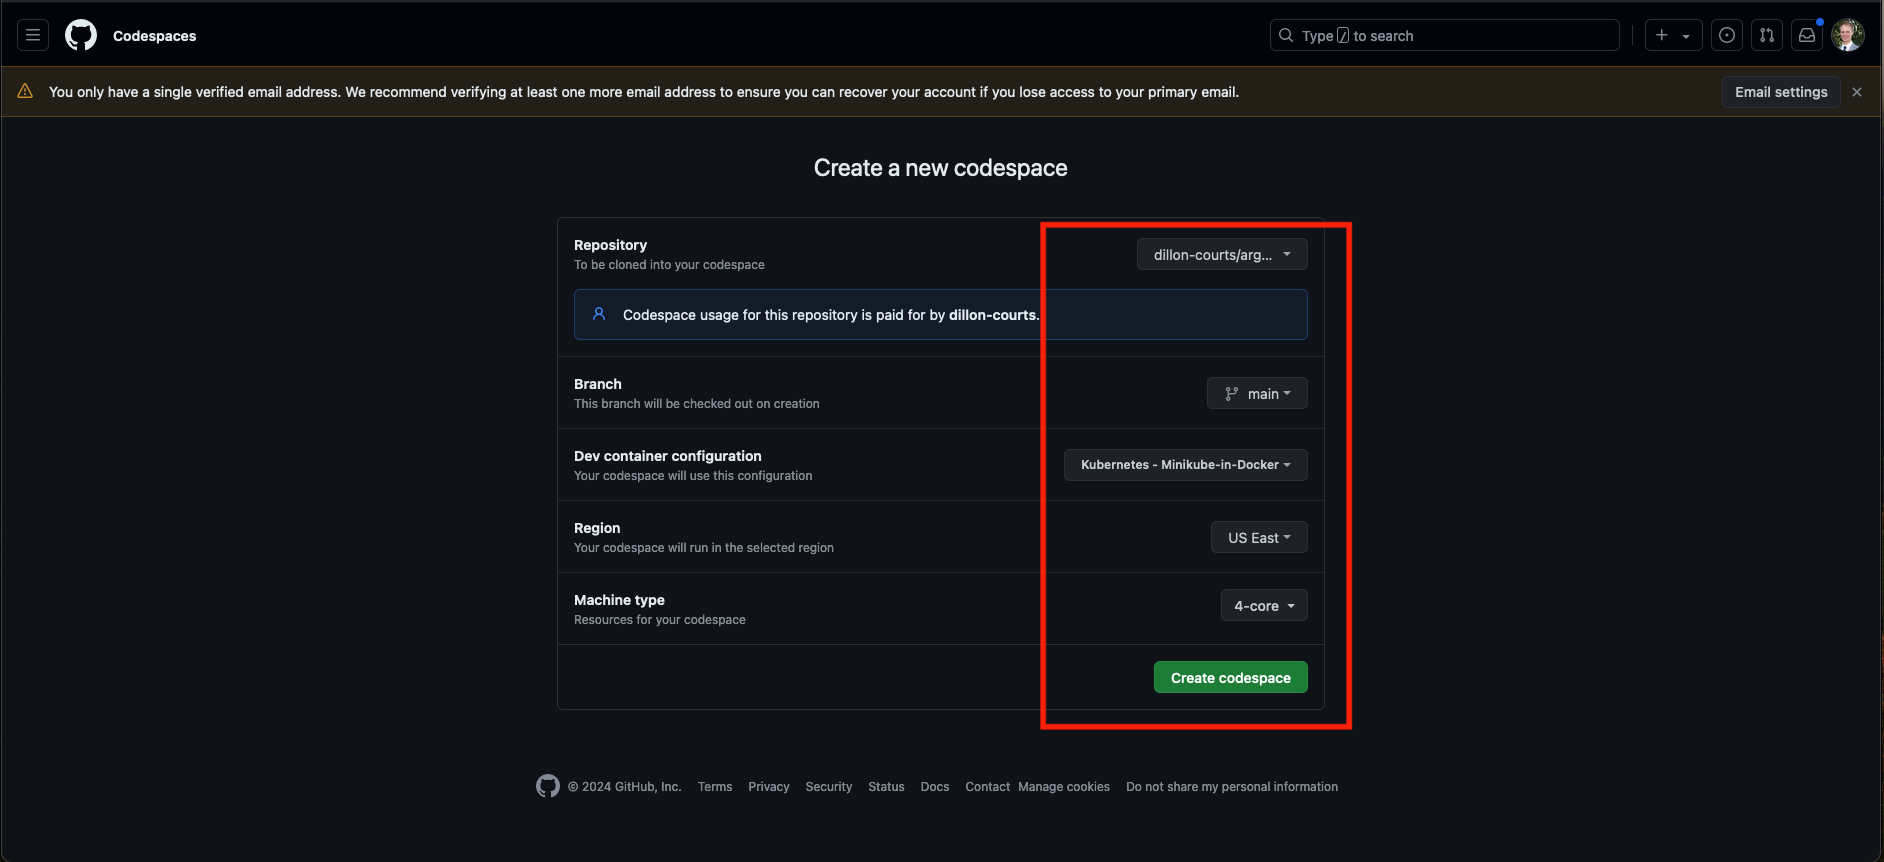 Codespaces
Type / to search
You only have a single verified email address. We recommend verifying at least one more email address to ensure you can recover your account if you lose access to your primary email.
Email settings
Create a new codespace
Repository
To be cloned into your codespace
dillon-courts/arg...
Codespace usage for this repository is paid for by dillon-courts.
Branch
This branch will be checked out on creation
main
Dev container configuration
Your codespace will use this configuration
Kubernetes - Minikube-in-Docker
Region
Your codespace will run in the selected region
US East
Machine type
Resources for your codespace
4-core
Create codespace
© 2024 GitHub, Inc. Terms Privacy Security Status Docs Contact Manage cookies Do not share my personal information